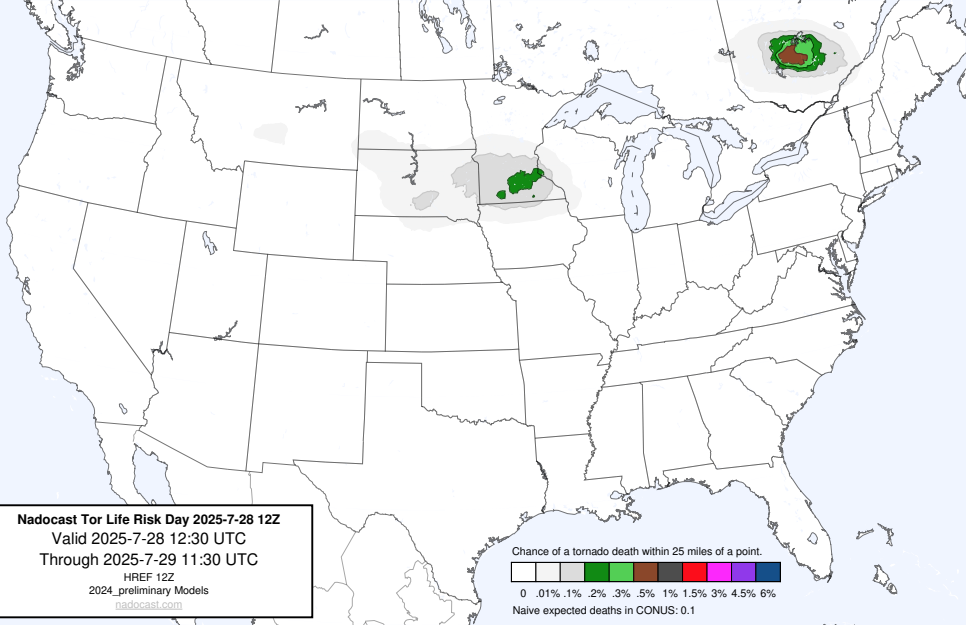 Nadocast Tor Life Risk Day 2025-7-28 12Z
Valid 2025-7-28 12:30 UTC
Through 2025-7-29 11:30 UTC
HREF 12Z
2024_preliminary Models
nadocast.com
Chance of a tornado death within 25 miles of a point.
0 .01% .1% .2% .3% .5% 1% 1.5% 3% 4.5% 6%
Naive expected deaths in CONUS: 0.1